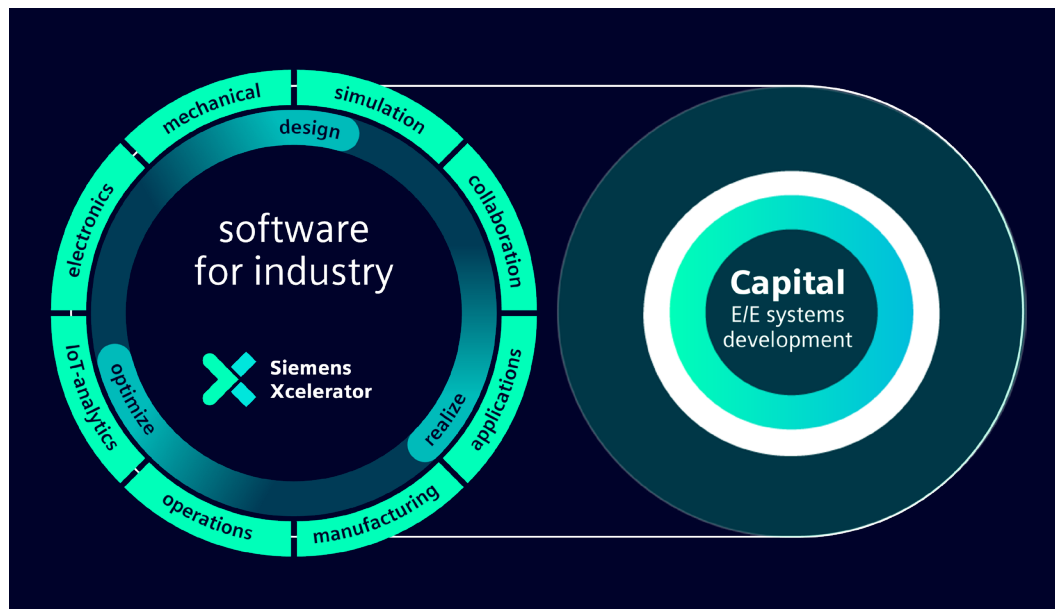 mechanical
simulation
collaboration
applications
manufacturing
operations
IoT-analytics
electronics
design
realize
optimize
software
for industry
Siemens
Xcelerator
Capital
E/E systems
development